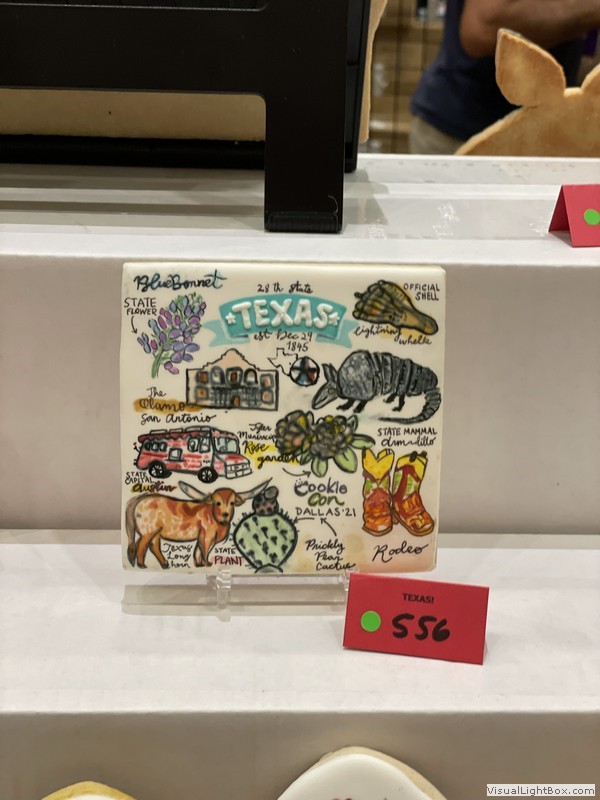 BlueBonnet
STATE
FLOWER
28th state
TEXAS
est Dec 29
1845
OFFICIAL
SHELL
lightning
whelk
The
Alamo
San Antonio
Tyler
Municipal
Rose
garden
STATE MAMMAL
armadillo
STATE
CAPITAL
Austin
Cookie
Con
DALLAS '21
Texas
Long
horn
STATE
PLANT
Prickly
Pear
Cactus
Rodeo
TEXAS!
556
VisualLightBox.com